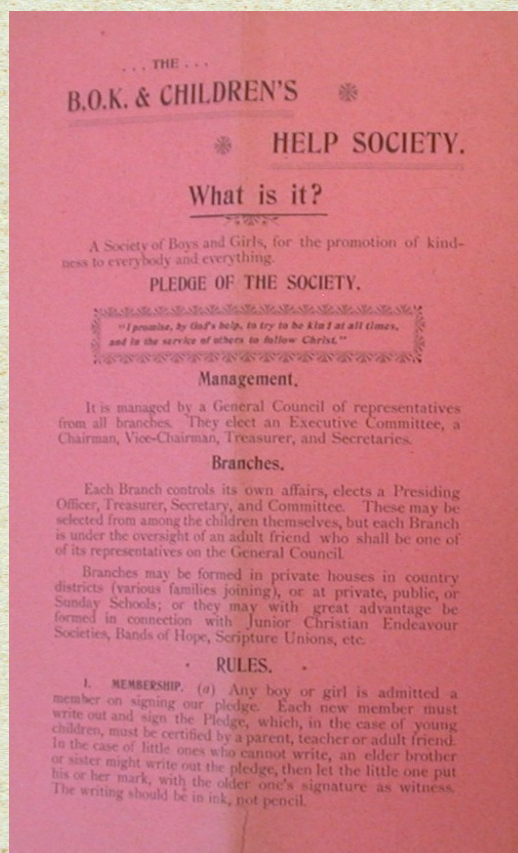 ... THE ...
B.O.K. & CHILDREN'S
HELP SOCIETY.
What is it?
A Society of Boys and Girls, for the promotion of kind-
ness to everybody and everything.
PLEDGE OF THE SOCIETY.
"I promise, by God's help, to try to be kin l at all times,
and in the service of others to follow Christ."
Management.
It is managed by a General Council of representatives
from all branches. They elect an Executive Committee, a
Chairman, Vice-Chairman, Treasurer, and Secretaries.
Branches.
Each Branch controls its own affairs, elects a Presiding
Officer, Treasurer, Secretary, and Committee. These may be
selected from among the children themselves, but each Branch
is under the oversight of an adult friend who shall be one of
of its representatives on the General Council.
Branches may be formed in private houses in country
districts (various families joining), or at private, public, or
Sunday Schools; or they may with great advantage be
formed in connection with Junior Christian Endeavour
Societies, Bands of Hope, Scripture Unions, etc.
RULES.
1. MEMBERSHIP. (a) Any boy or girl is admitted a
member on signing our pledge. Each new member must
write out and sign the Pledge, which, in the case of young
children, must be certified by a parent, teacher or adult friend.
In the case of little ones who cannot write, an elder brother
or sister might write out the pledge, then let the little one put
his or her mark, with the older one's signature as witness.
The writing should be in ink, not pencil.